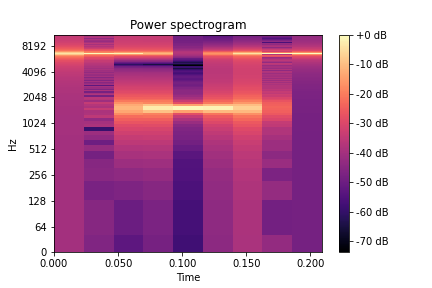 Power spectrogram
8192
4096
2048
1024
512
256
128
64
0
Hz
0.000 0.050 0.100 0.150 0.200
Time
+0 dB
-10 dB
-20 dB
-30 dB
-40 dB
-50 dB
-60 dB
-70 dB